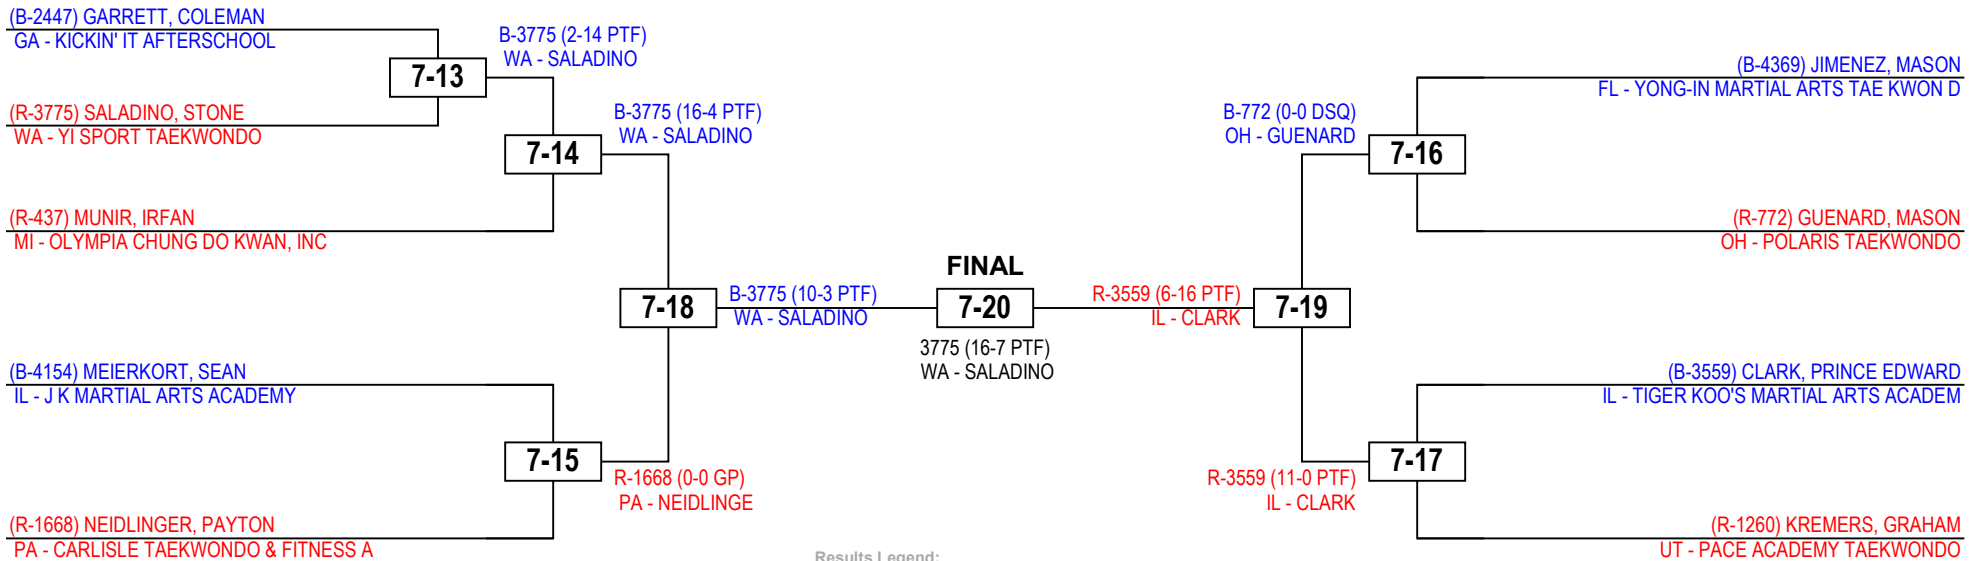 (B-2447) GARRETT, COLEMAN
GA - KICKIN' IT AFTERSCHOOL
7-13
(R-3775) SALADINO, STONE
WA - YI SPORT TAEKWONDO
B-3775 (2-14 PTF)
WA - SALADINO
7-14
(R-437) MUNIR, IRFAN
MI - OLYMPIA CHUNG DO KWAN, INC
B-3775 (16-4 PTF)
WA - SALADINO
7-18
(B-4154) MEIERKORT, SEAN
IL - J K MARTIAL ARTS ACADEMY
7-15
(R-1668) NEIDLINGER, PAYTON
PA - CARLISLE TAEKWONDO & FITNESS A
R-1668 (0-0 GP)
PA - NEIDLINGE
B-3775 (10-3 PTF)
WA - SALADINO
FINAL
7-20
3775 (16-7 PTF)
WA - SALADINO
R-3559 (6-16 PTF)
IL - CLARK
7-19
B-772 (0-0 DSQ)
OH - GUENARD
7-16
(B-4369) JIMENEZ, MASON
FL - YONG-IN MARTIAL ARTS TAE KWON D
(R-772) GUENARD, MASON
OH - POLARIS TAEKWONDO
R-3559 (11-0 PTF)
IL - CLARK
7-17
(B-3559) CLARK, PRINCE EDWARD
IL - TIGER KOO'S MARTIAL ARTS ACADEM
(R-1260) KREMERS, GRAHAM
UT - PACE ACADEMY TAEKWONDO
Results Legend: